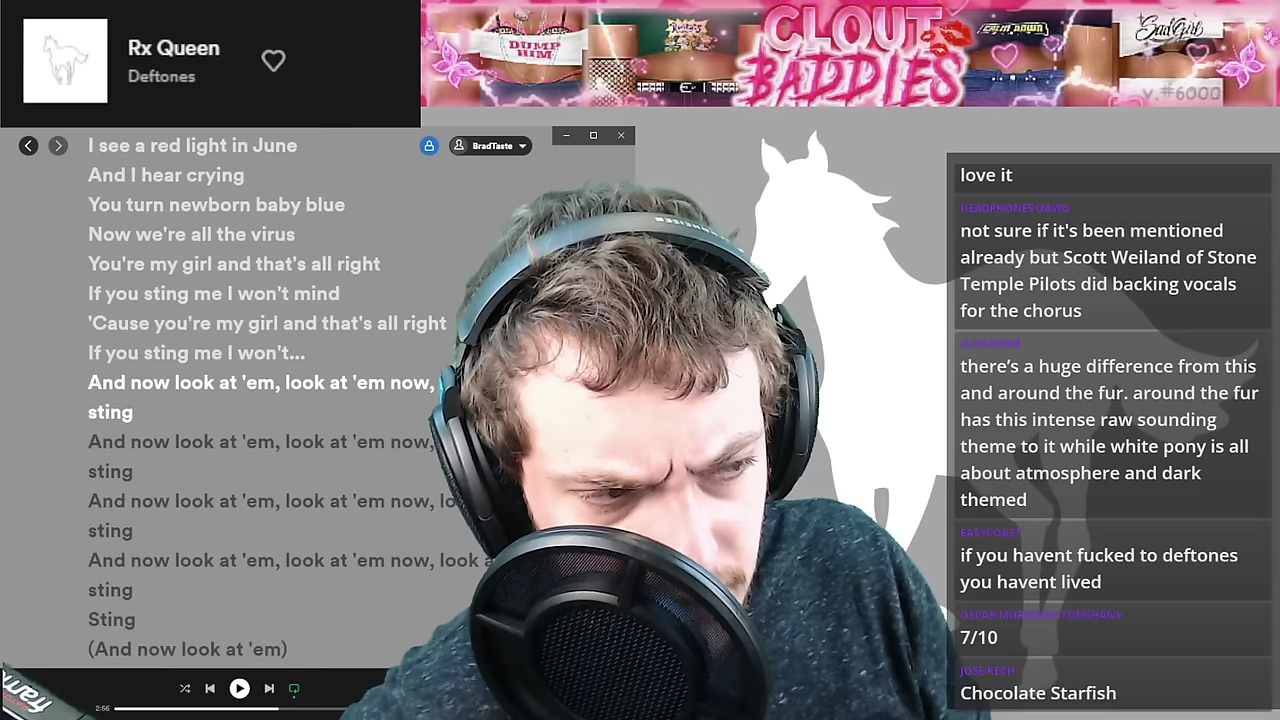 Rx Queen
Deftones
DUMP
HIM
CLOUT
BADDIES
CALM DOWN
Sad Girl
v.#6000
BradTaste
I see a red light in June
And I hear crying
You turn newborn baby blue
Now we're all the virus
You're my girl and that's all right
If you sting me I won't mind
'Cause you're my girl and that's all right
If you sting me I won't...
And now look at 'em, look at 'em now,
sting
And now look at 'em, look at 'em now,
sting
And now look at 'em, look at 'em now, lo
sting
And now look at 'em, look at 'em now, look a
sting
Sting
(And now look at 'em)
2:56
love it
HEADPHONES DAWG
not sure if it's been mentioned
already but Scott Weiland of Stone
Temple Pilots did backing vocals
for the chorus
there's a huge difference from this
and around the fur. around the fur
has this intense raw sounding
theme to it while white pony is all
about atmosphere and dark
themed
EASYCOAST
if you havent fucked to deftones
you havent lived
7/10
JOSE KECH
Chocolate Starfish